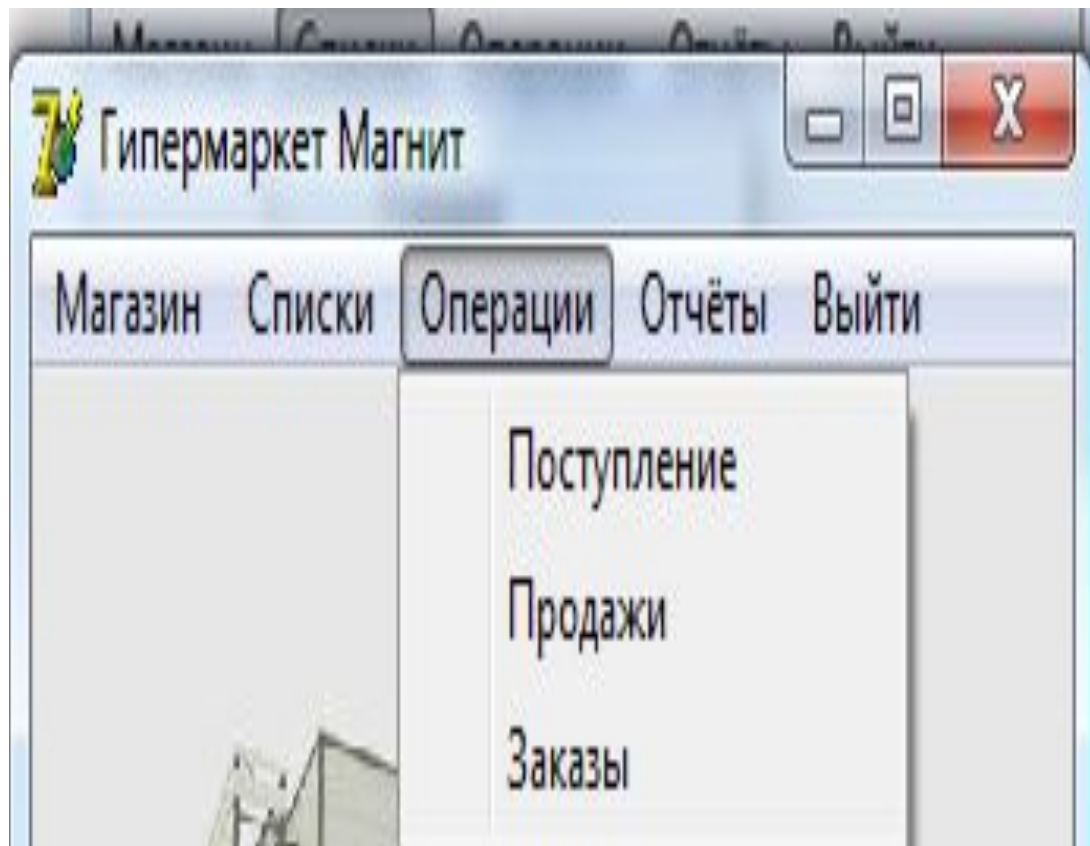 Гипермаркет Магнит
Магазин Списки Операции Отчёты Выйти
Поступление
Продажи
Заказы